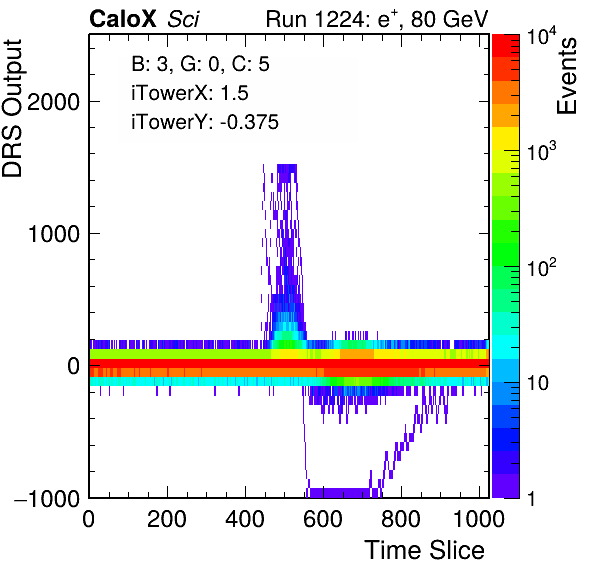 CaloX Sci
Run 1224: e+, 80 GeV
B: 3, G: 0, C: 5
iTowerX: 1.5
iTowerY: -0.375
DRS Output
2000
1000
0
−1000
0 200 400 600 800 1000
Time Slice
Events
10^4
10^3
10^2
10
1